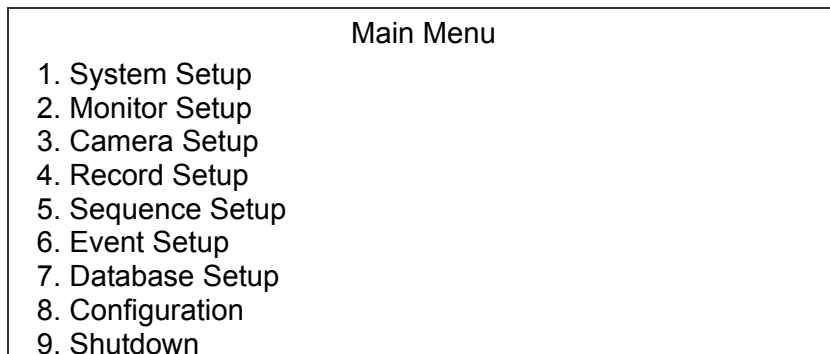 Main Menu
1. System Setup
2. Monitor Setup
3. Camera Setup
4. Record Setup
5. Sequence Setup
6. Event Setup
7. Database Setup
8. Configuration
9. Shutdown